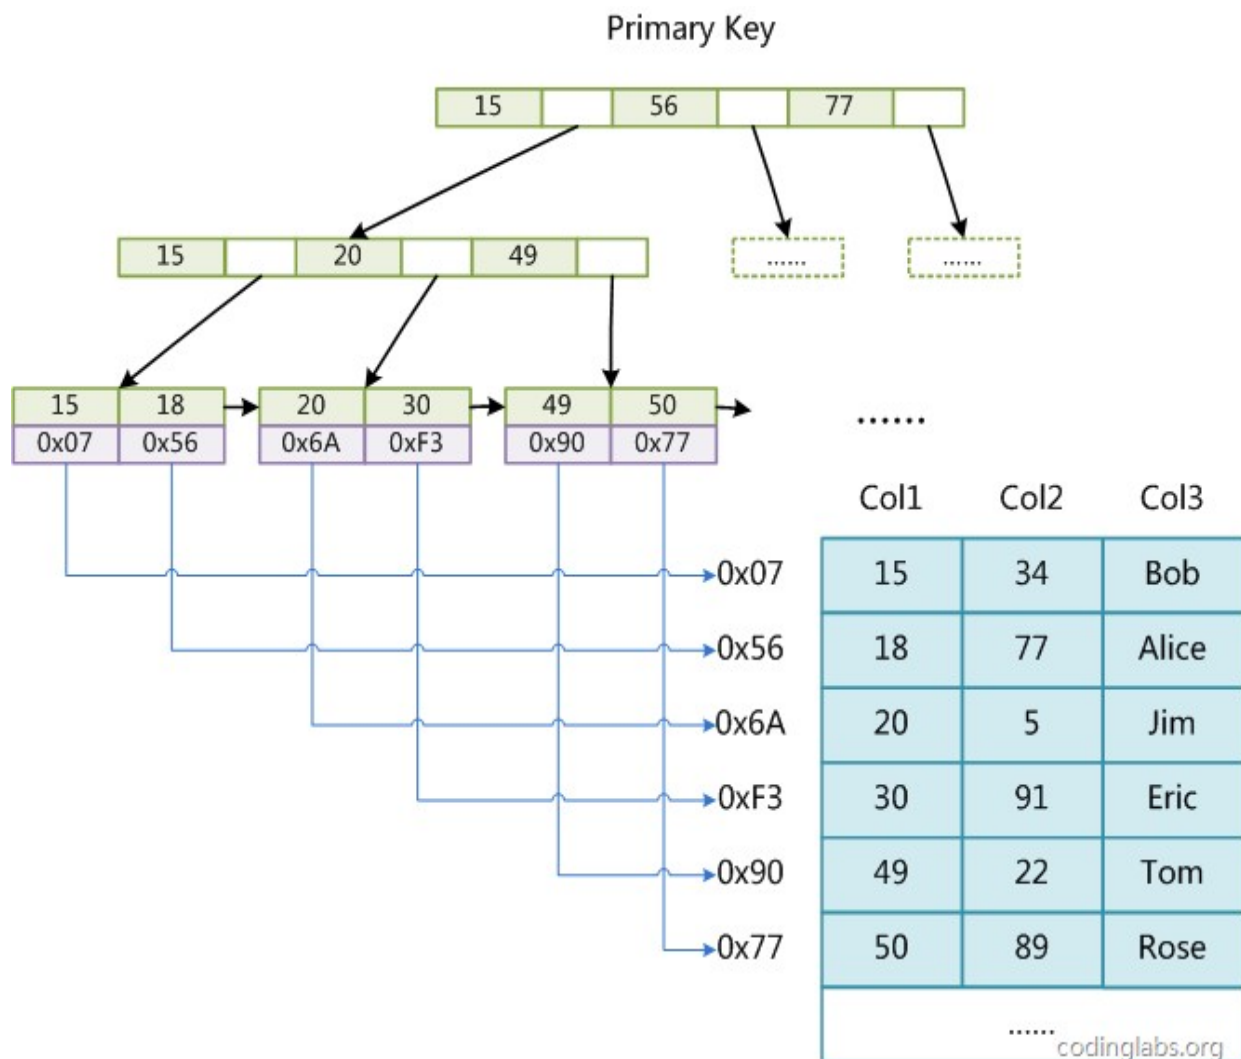 Primary Key
15 56 77
15 20 49 ...... ......
15 18 20 30 49 50
0x07 0x56 0x6A 0xF3 0x90 0x77
......
Col1 Col2 Col3
0x07 15 34 Bob
0x56 18 77 Alice
0x6A 20 5 Jim
0xF3 30 91 Eric
0x90 49 22 Tom
0x77 50 89 Rose
......
codinglabs.org